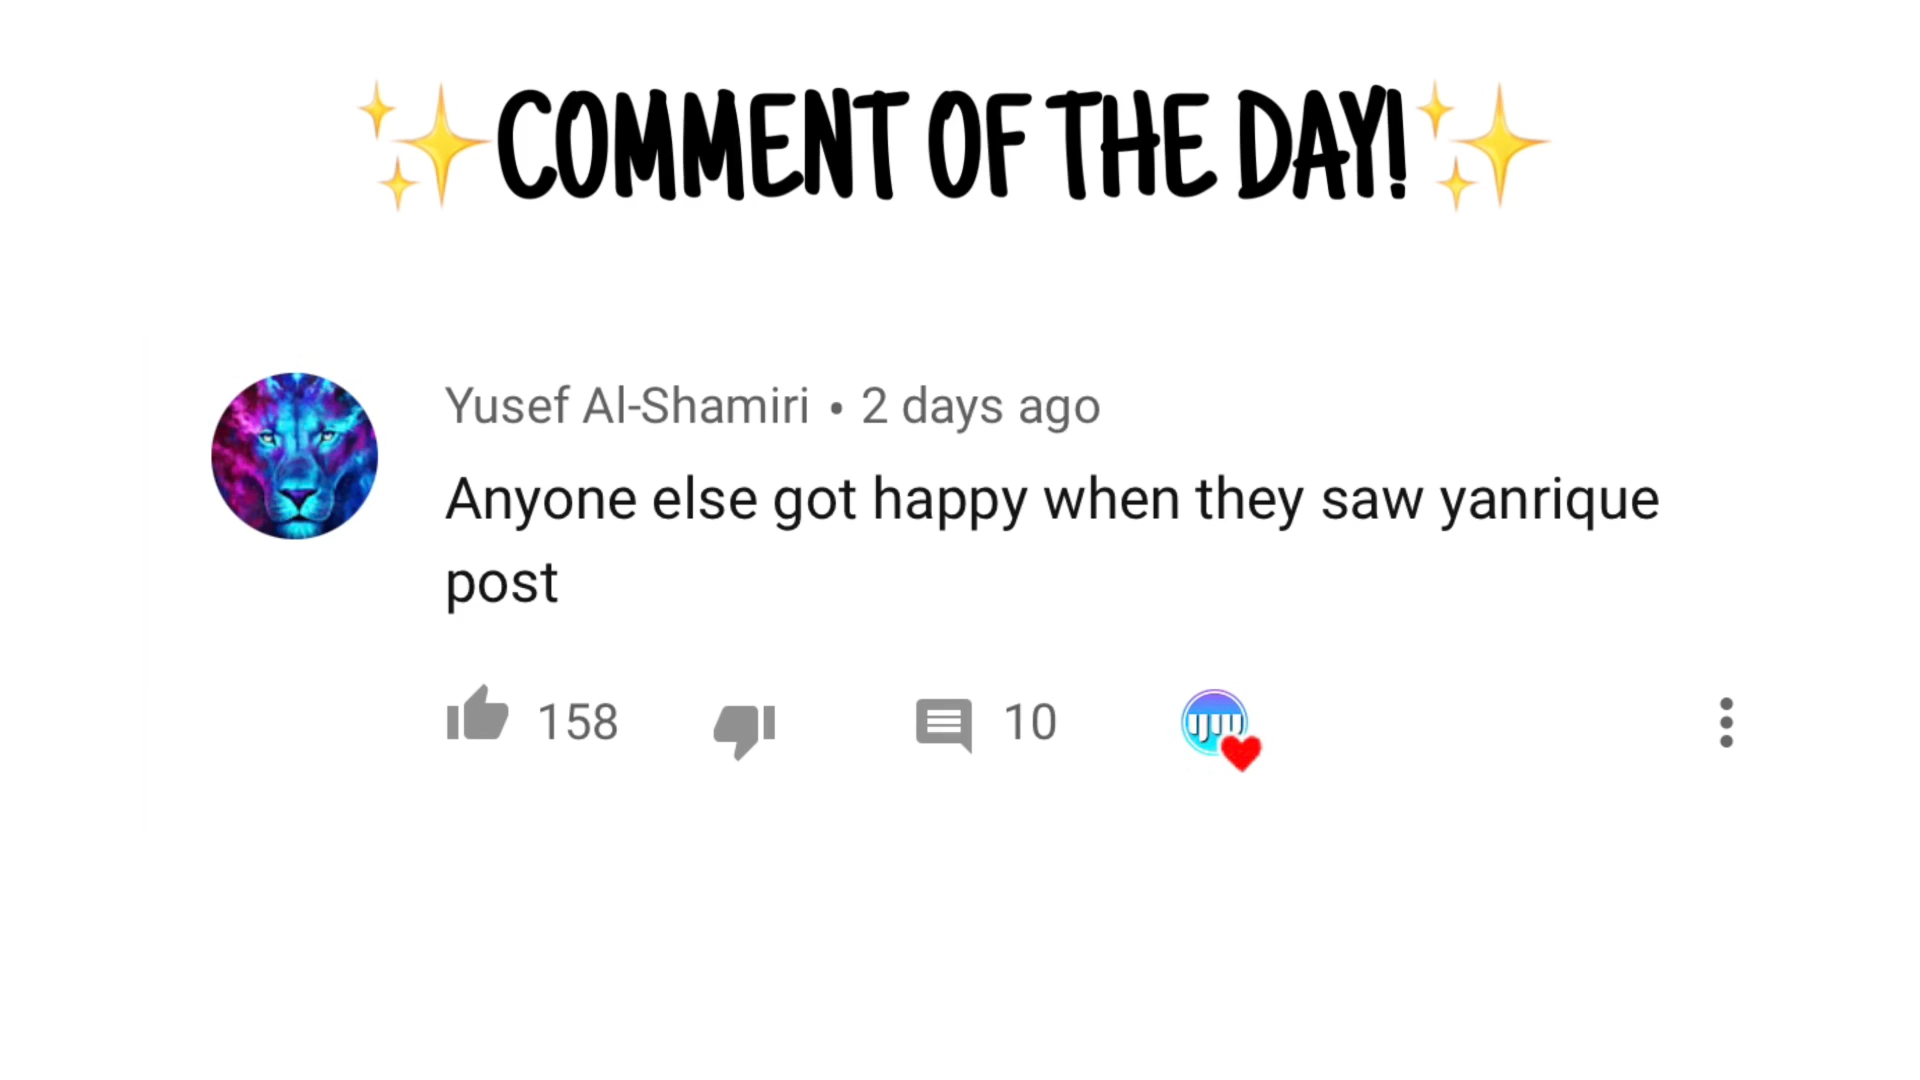 ✨COMMENT OF THE DAY!✨
Yusef Al-Shamiri • 2 days ago
Anyone else got happy when they saw yanrique
post
158 10